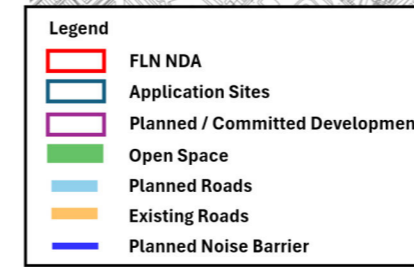 Legend
FLN NDA
Application Sites
Planned / Committed Developmen
Open Space
Planned Roads
Existing Roads
Planned Noise Barrier